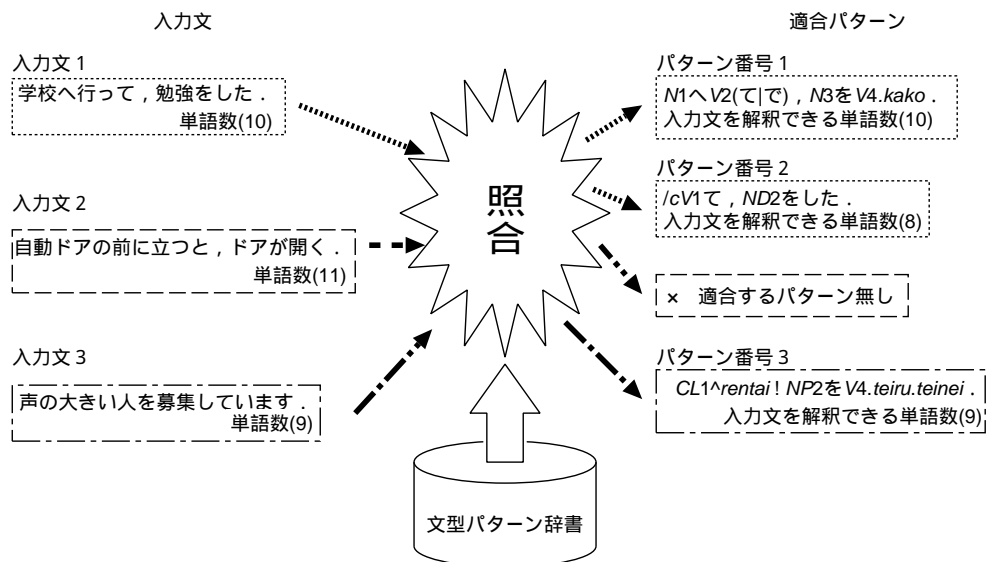 入力文
入力文 1
学校へ行って , 勉強をした .
単語数(10)
入力文 2
自動ドアの前に立つと , ドアが開く .
単語数(11)
入力文 3
声の大きい人を募集しています .
単語数(9)
照
合
文型パターン辞書
適合パターン
パターン番号 1
N1へV2(て|で) , N3をV4.kako .
入力文を解釈できる単語数(10)
パターン番号 2
/cV1て , ND2をした .
入力文を解釈できる単語数(8)
× 適合するパターン無し
パターン番号 3
CL1^rentai ! NP2をV4.teiru.teinei .
入力文を解釈できる単語数(9)